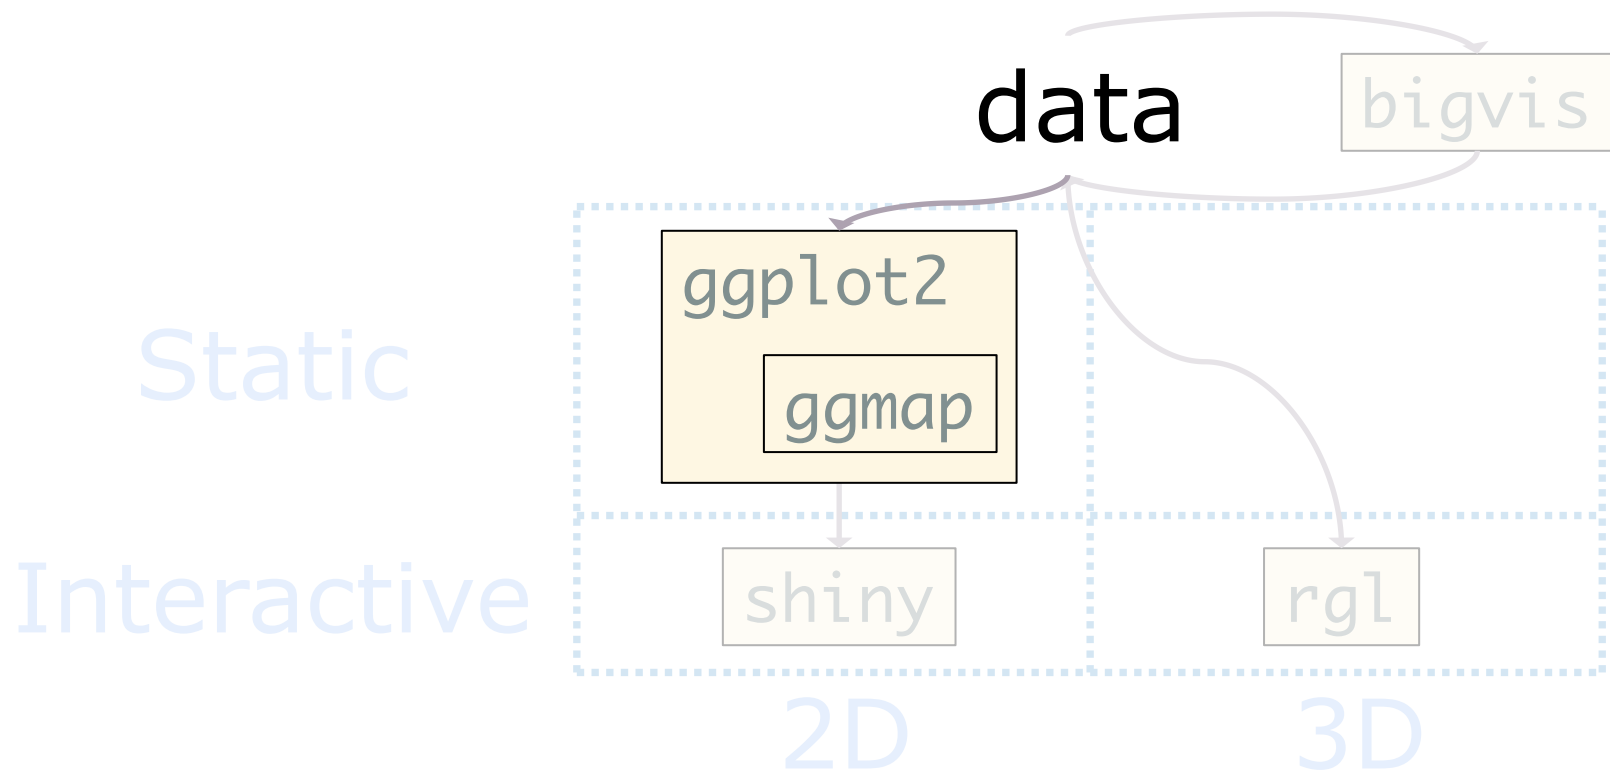 data
bigvis
ggplot2
Static
ggmap
Interactive
shiny
rgl
2D
3D